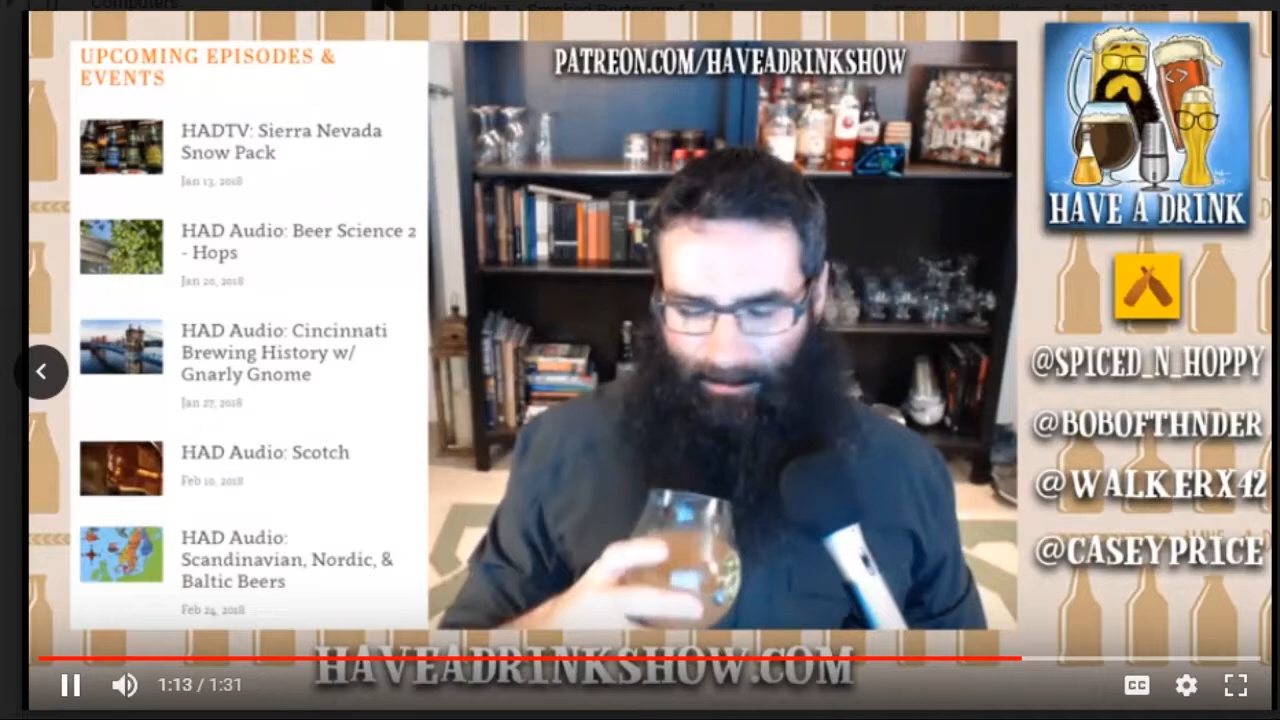 Computers
UPCOMING EPISODES &
EVENTS
HADTV: Sierra Nevada
Snow Pack
Jan 13, 2018
HAD Audio: Beer Science 2
- Hops
Jan 20, 2018
HAD Audio: Cincinnati
Brewing History w/
Gnarly Gnome
Jan 27, 2018
HAD Audio: Scotch
Feb 10, 2018
HAD Audio:
Scandinavian, Nordic, &
Baltic Beers
Feb 24, 2018
PATREON.COM/HAVEADRINKSHOW
HAVE A DRINK
@SPICED_N_HOPPY
@BOBOFTHNDER
@WALKERX42
@CASEYPRICE
HAVEADRINKSHOW.COM
1:13 / 1:31
CC